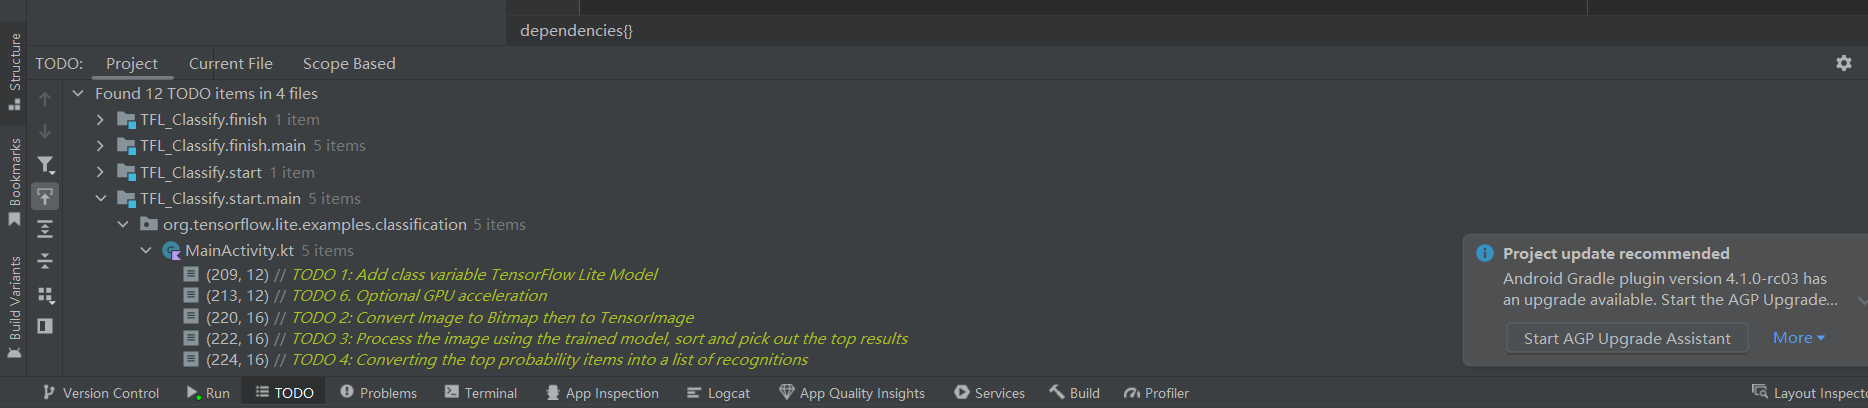 dependencies{}
Structure
TODO: Project Current File Scope Based
Found 12 TODO items in 4 files
TFL_Classify.finish 1 item
TFL_Classify.finish.main 5 items
TFL_Classify.start 1 item
TFL_Classify.start.main 5 items
org.tensorflow.lite.examples.classification 5 items
MainActivity.kt 5 items
(209, 12) // TODO 1: Add class variable TensorFlow Lite Model
(213, 12) // TODO 6. Optional GPU acceleration
(220, 16) // TODO 2: Convert Image to Bitmap then to TensorImage
(222, 16) // TODO 3: Process the image using the trained model, sort and pick out the top results
(224, 16) // TODO 4: Converting the top probability items into a list of recognitions
Bookmarks
Build Variants
Project update recommended
Android Gradle plugin version 4.1.0-rc03 has
an upgrade available. Start the AGP Upgrade...
Start AGP Upgrade Assistant More
Version Control Run TODO Problems Terminal App Inspection Logcat App Quality Insights Services Build Profiler Layout Inspecto